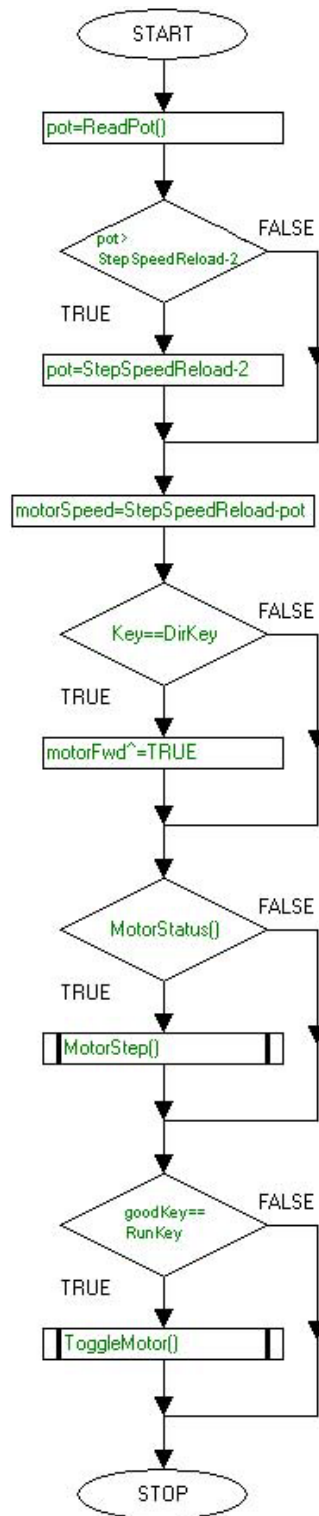 START
pot=ReadPot()
pot>
StepSpeedReload-2
FALSE
TRUE
pot=StepSpeedReload-2
motorSpeed=StepSpeedReload-pot
Key==DirKey
FALSE
TRUE
motorFwd^=TRUE
MotorStatus()
FALSE
TRUE
MotorStep()
goodKey==
RunKey
FALSE
TRUE
ToggleMotor()
STOP